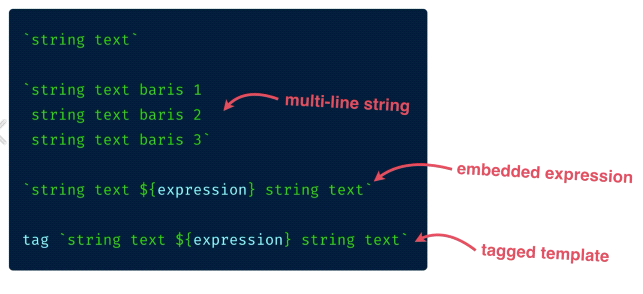 `string text`
`string text baris 1
multi-line string
string text baris 2
string text baris 3`
`string text ${expression} string text`
embedded expression
tag `string text ${expression} string text`
tagged template